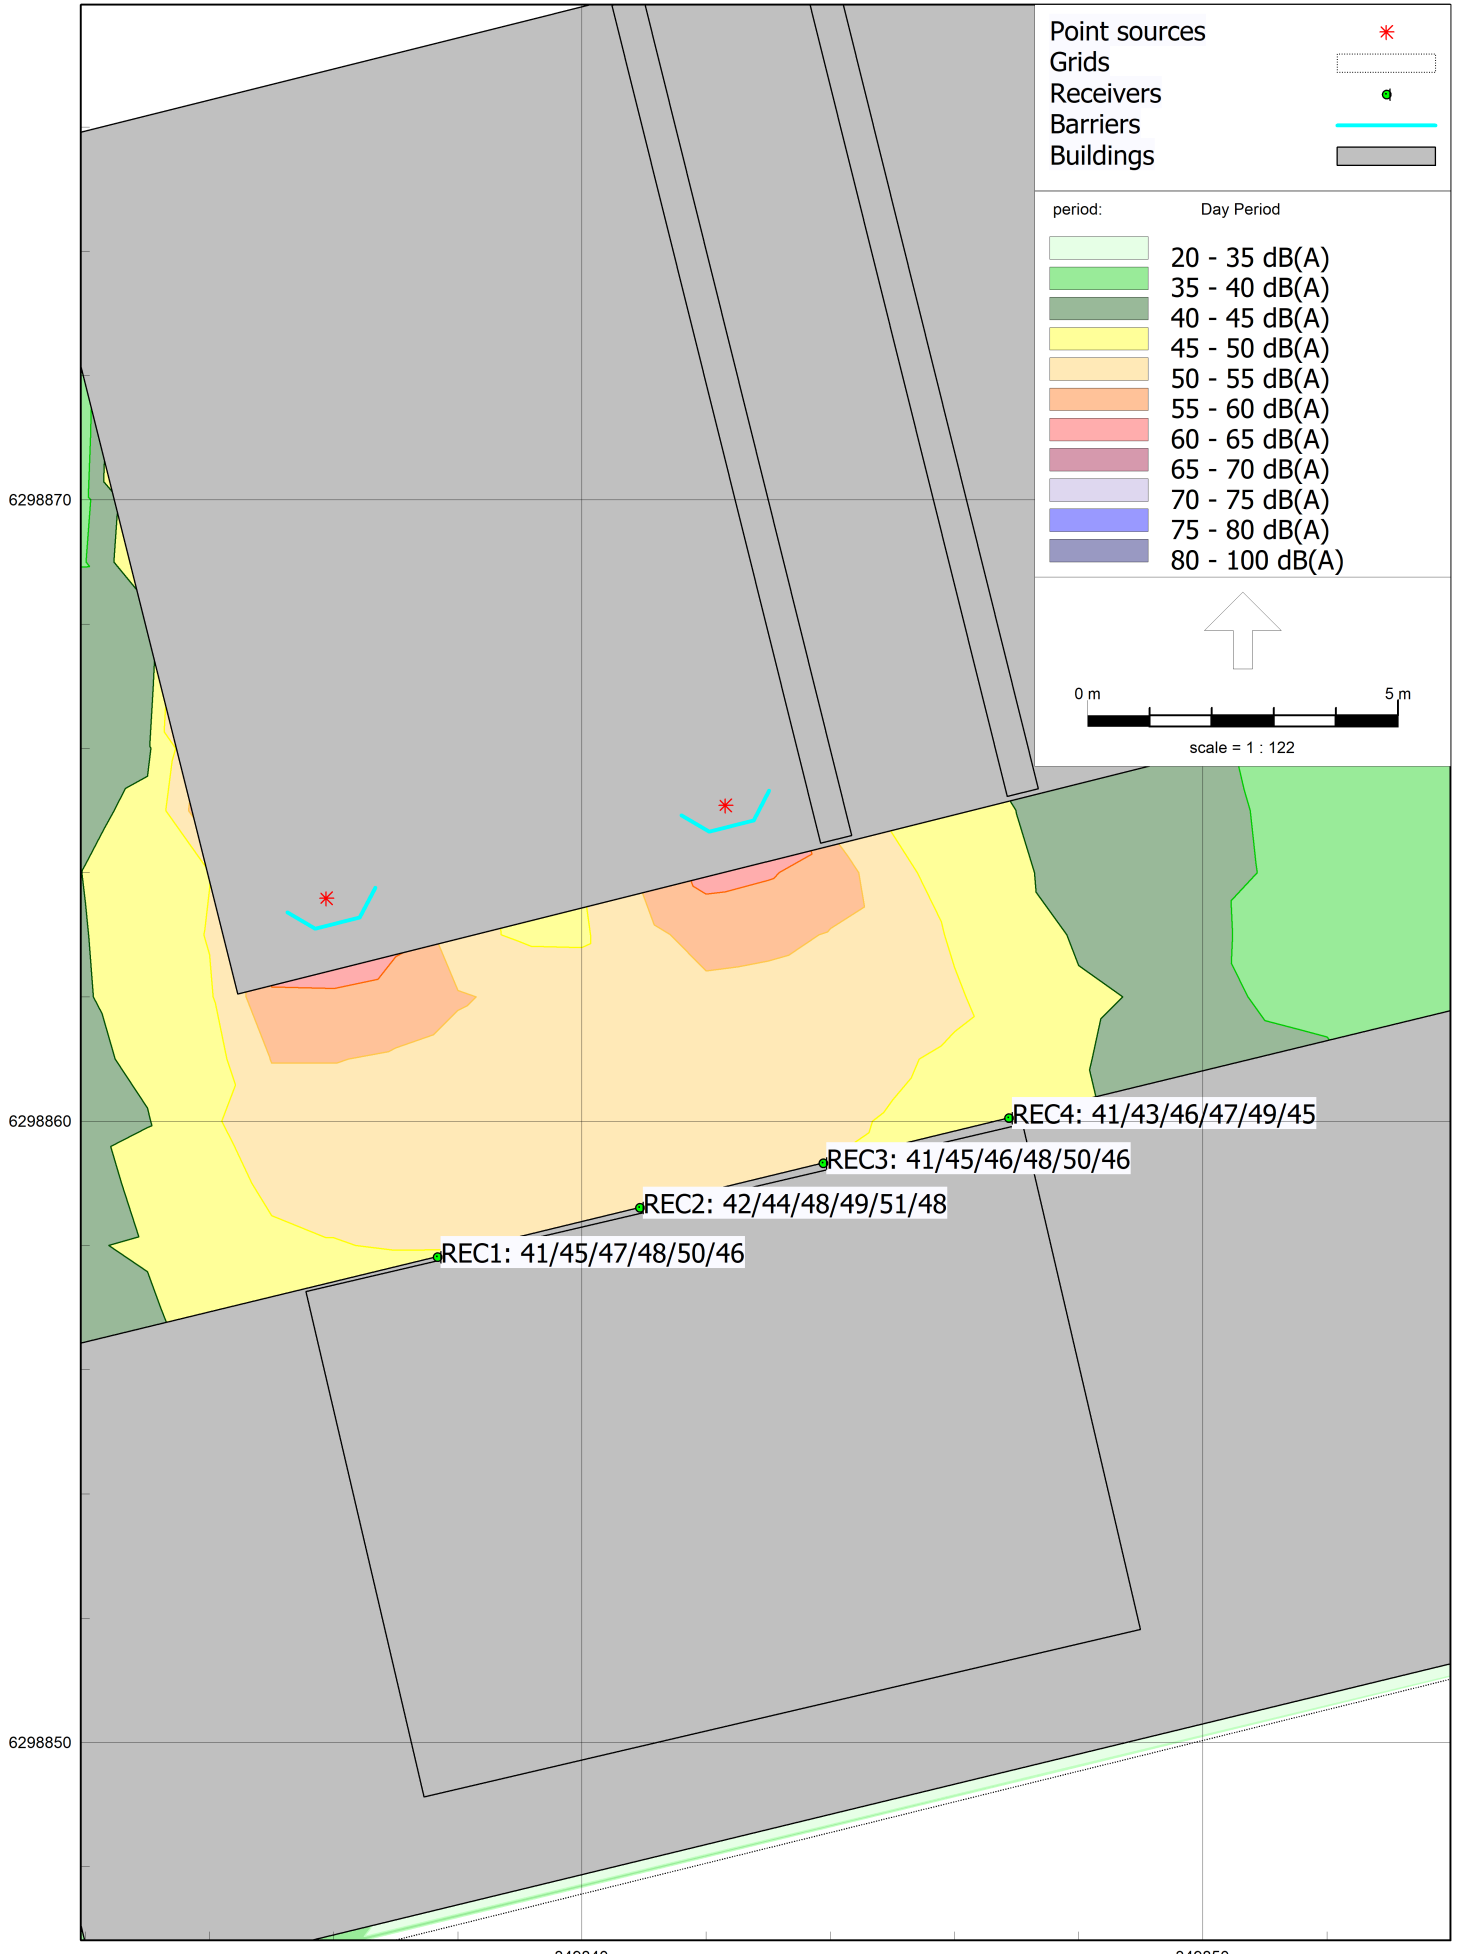 Point sources
Grids
Receivers
Barriers
Buildings
period: Day Period
20 - 35 dB(A)
35 - 40 dB(A)
40 - 45 dB(A)
45 - 50 dB(A)
50 - 55 dB(A)
55 - 60 dB(A)
60 - 65 dB(A)
65 - 70 dB(A)
70 - 75 dB(A)
75 - 80 dB(A)
80 - 100 dB(A)
6298870
0 m 5 m
scale = 1 : 122
6298860
REC4: 41/43/46/47/49/45
REC3: 41/45/46/48/50/46
REC2: 42/44/48/49/51/48
REC1: 41/45/47/48/50/46
6298850